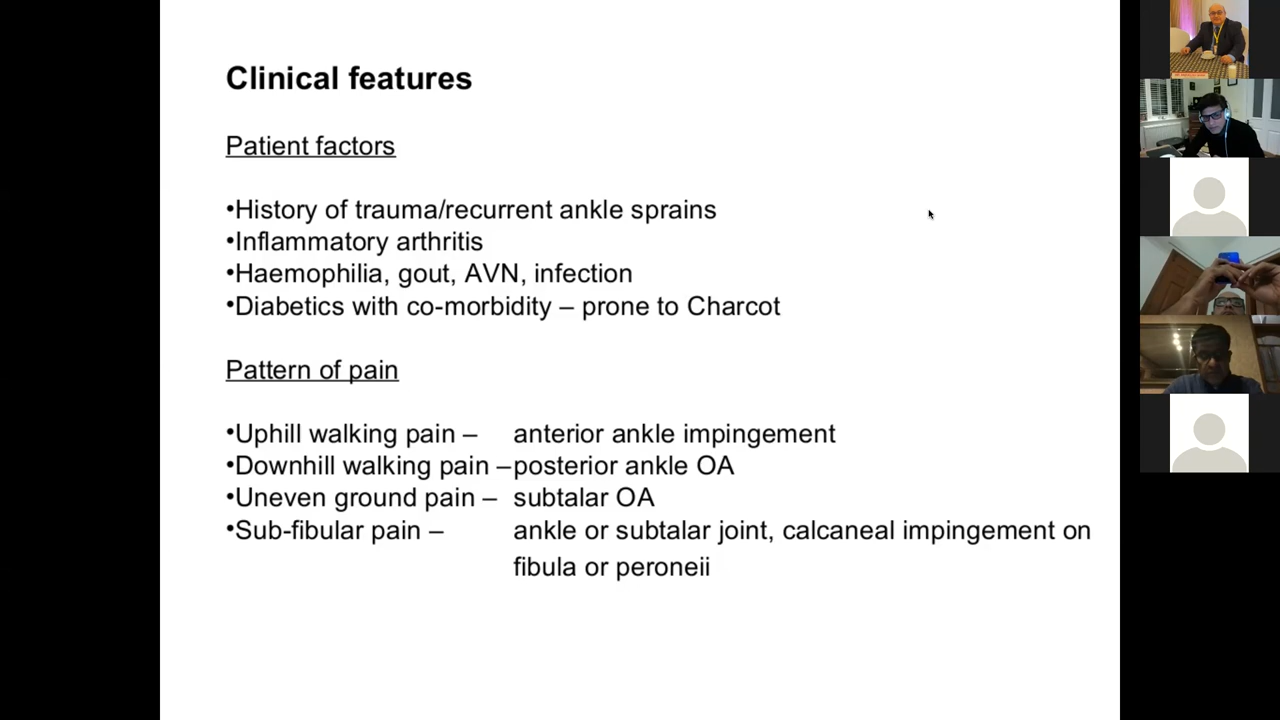 Clinical features
Patient factors
•History of trauma/recurrent ankle sprains
•Inflammatory arthritis
•Haemophilia, gout, AVN, infection
•Diabetics with co-morbidity – prone to Charcot
Pattern of pain
•Uphill walking pain – anterior ankle impingement
•Downhill walking pain –posterior ankle OA
•Uneven ground pain – subtalar OA
•Sub-fibular pain – ankle or subtalar joint, calcaneal impingement on
fibula or peroneii